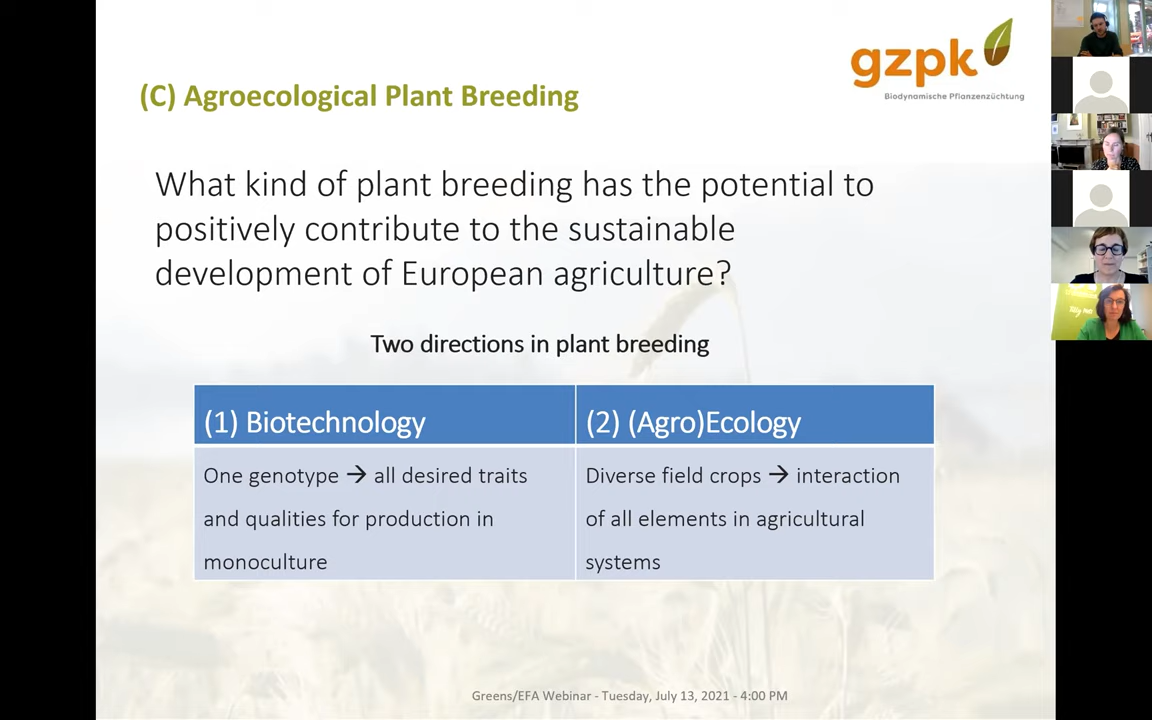 gzpk
Biodynamische Pflanzenzüchtung
(C) Agroecological Plant Breeding
What kind of plant breeding has the potential to
positively contribute to the sustainable
development of European agriculture?
Two directions in plant breeding
(1) Biotechnology
(2) (Agro)Ecology
One genotype → all desired traits
and qualities for production in
monoculture
Diverse field crops → interaction
of all elements in agricultural
systems
Greens/EFA Webinar - Tuesday, July 13, 2021 - 4:00 PM